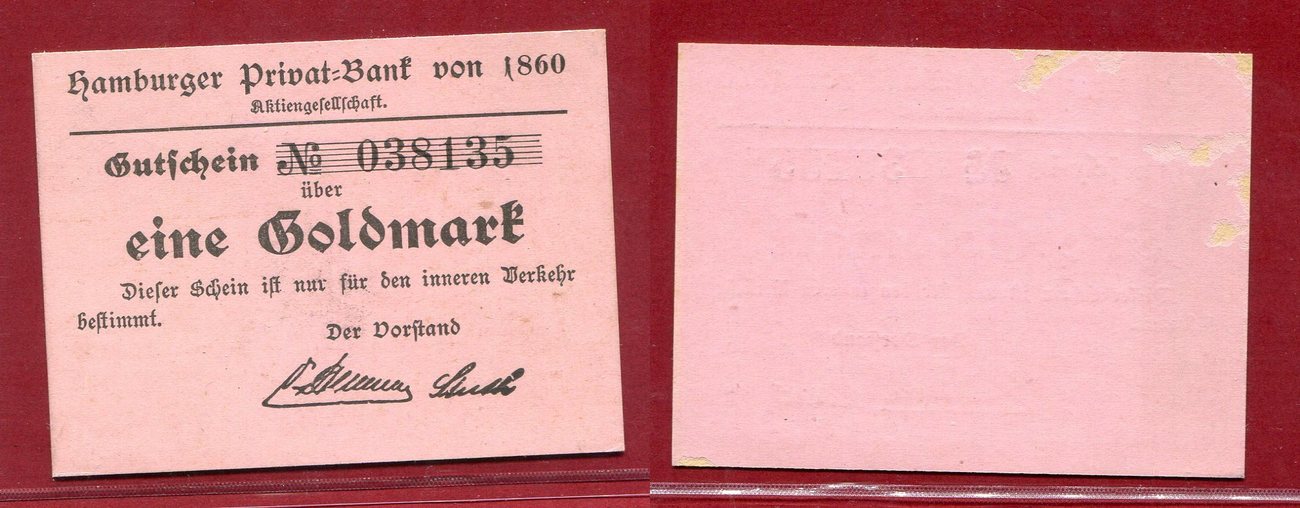 Hamburger Privat-Bank von 1860
Aktiengesellschaft.
Gutschein № 038135
über
eine Goldmark
Dieser Schein ist nur für den inneren Verkehr
bestimmt.
Der Vorstand